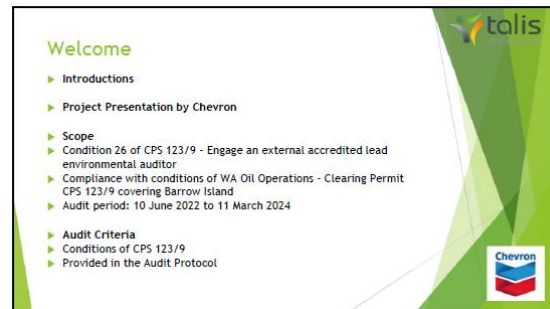 talis
Welcome
Introductions
Project Presentation by Chevron
Scope
Condition 26 of CPS 123/9 - Engage an external accredited lead
environmental auditor
Compliance with conditions of WA Oil Operations - Clearing Permit
CPS 123/9 covering Barrow Island
Audit period: 10 June 2022 to 11 March 2024
Audit Criteria
Conditions of CPS 123/9
Provided in the Audit Protocol
Chevron